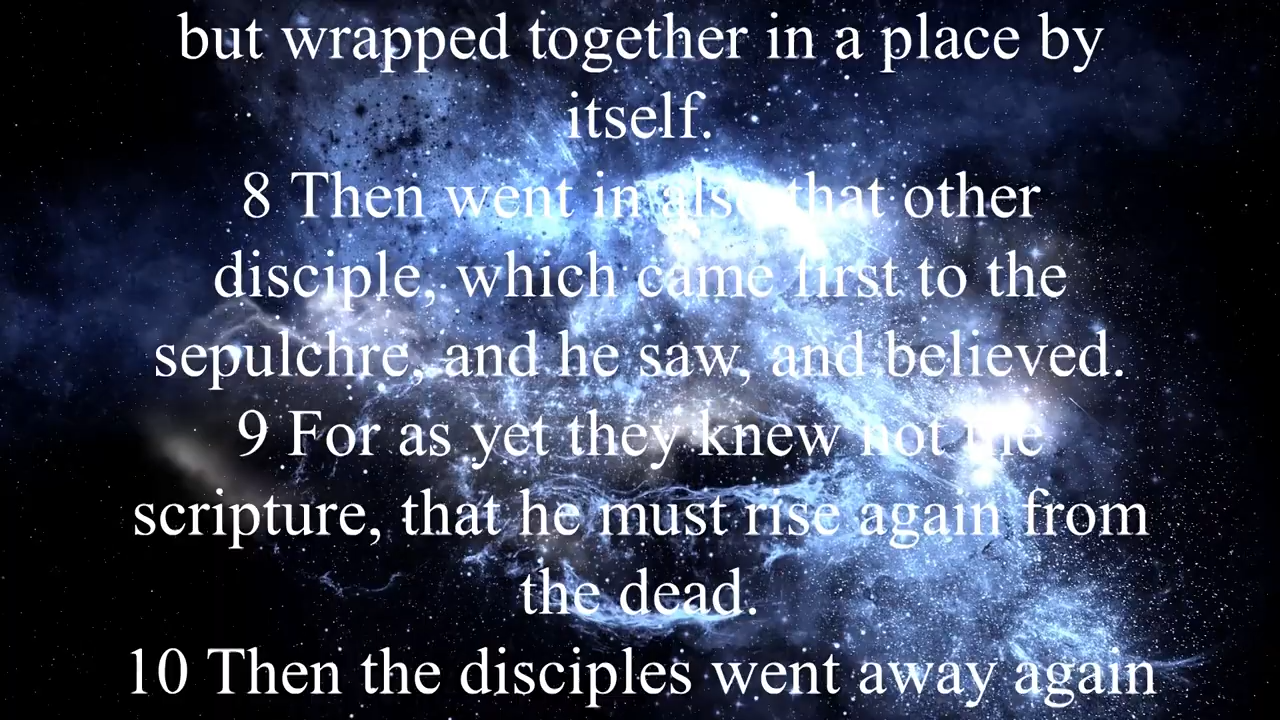 but wrapped together in a place by
itself.
8 Then went in also that other
disciple, which came first to the
sepulchre, and he saw, and believed.
9 For as yet they knew not the
scripture, that he must rise again from
the dead.
10 Then the disciples went away again